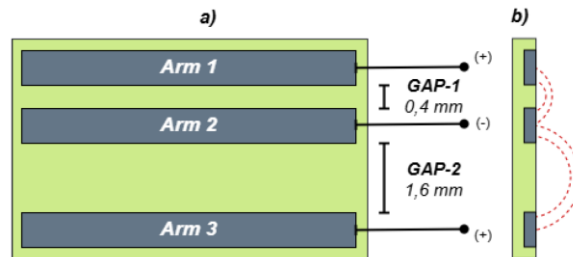 a)
b)
Arm 1
(+)
GAP-1
0,4 mm
Arm 2
(-)
GAP-2
1,6 mm
Arm 3
(+)